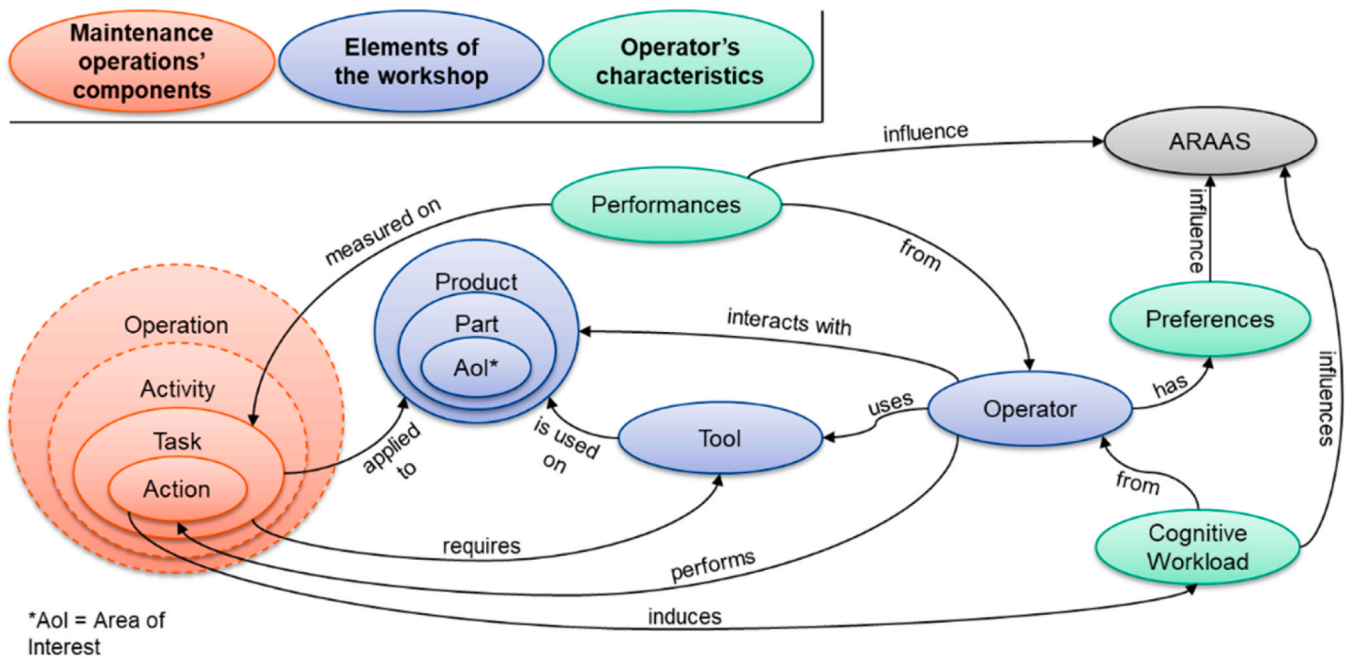 Maintenance
operations'
components
Elements of
the workshop
Operator's
characteristics
influence
ARAAS
Performances
measured on
from
influence
Product
Operation
Part
interacts with
Preferences
AoI*
Activity
uses
Operator
has
influences
Task
applied
to
is used
on
Tool
Action
from
requires
Cognitive
Workload
performs
induces
*AoI = Area of
Interest